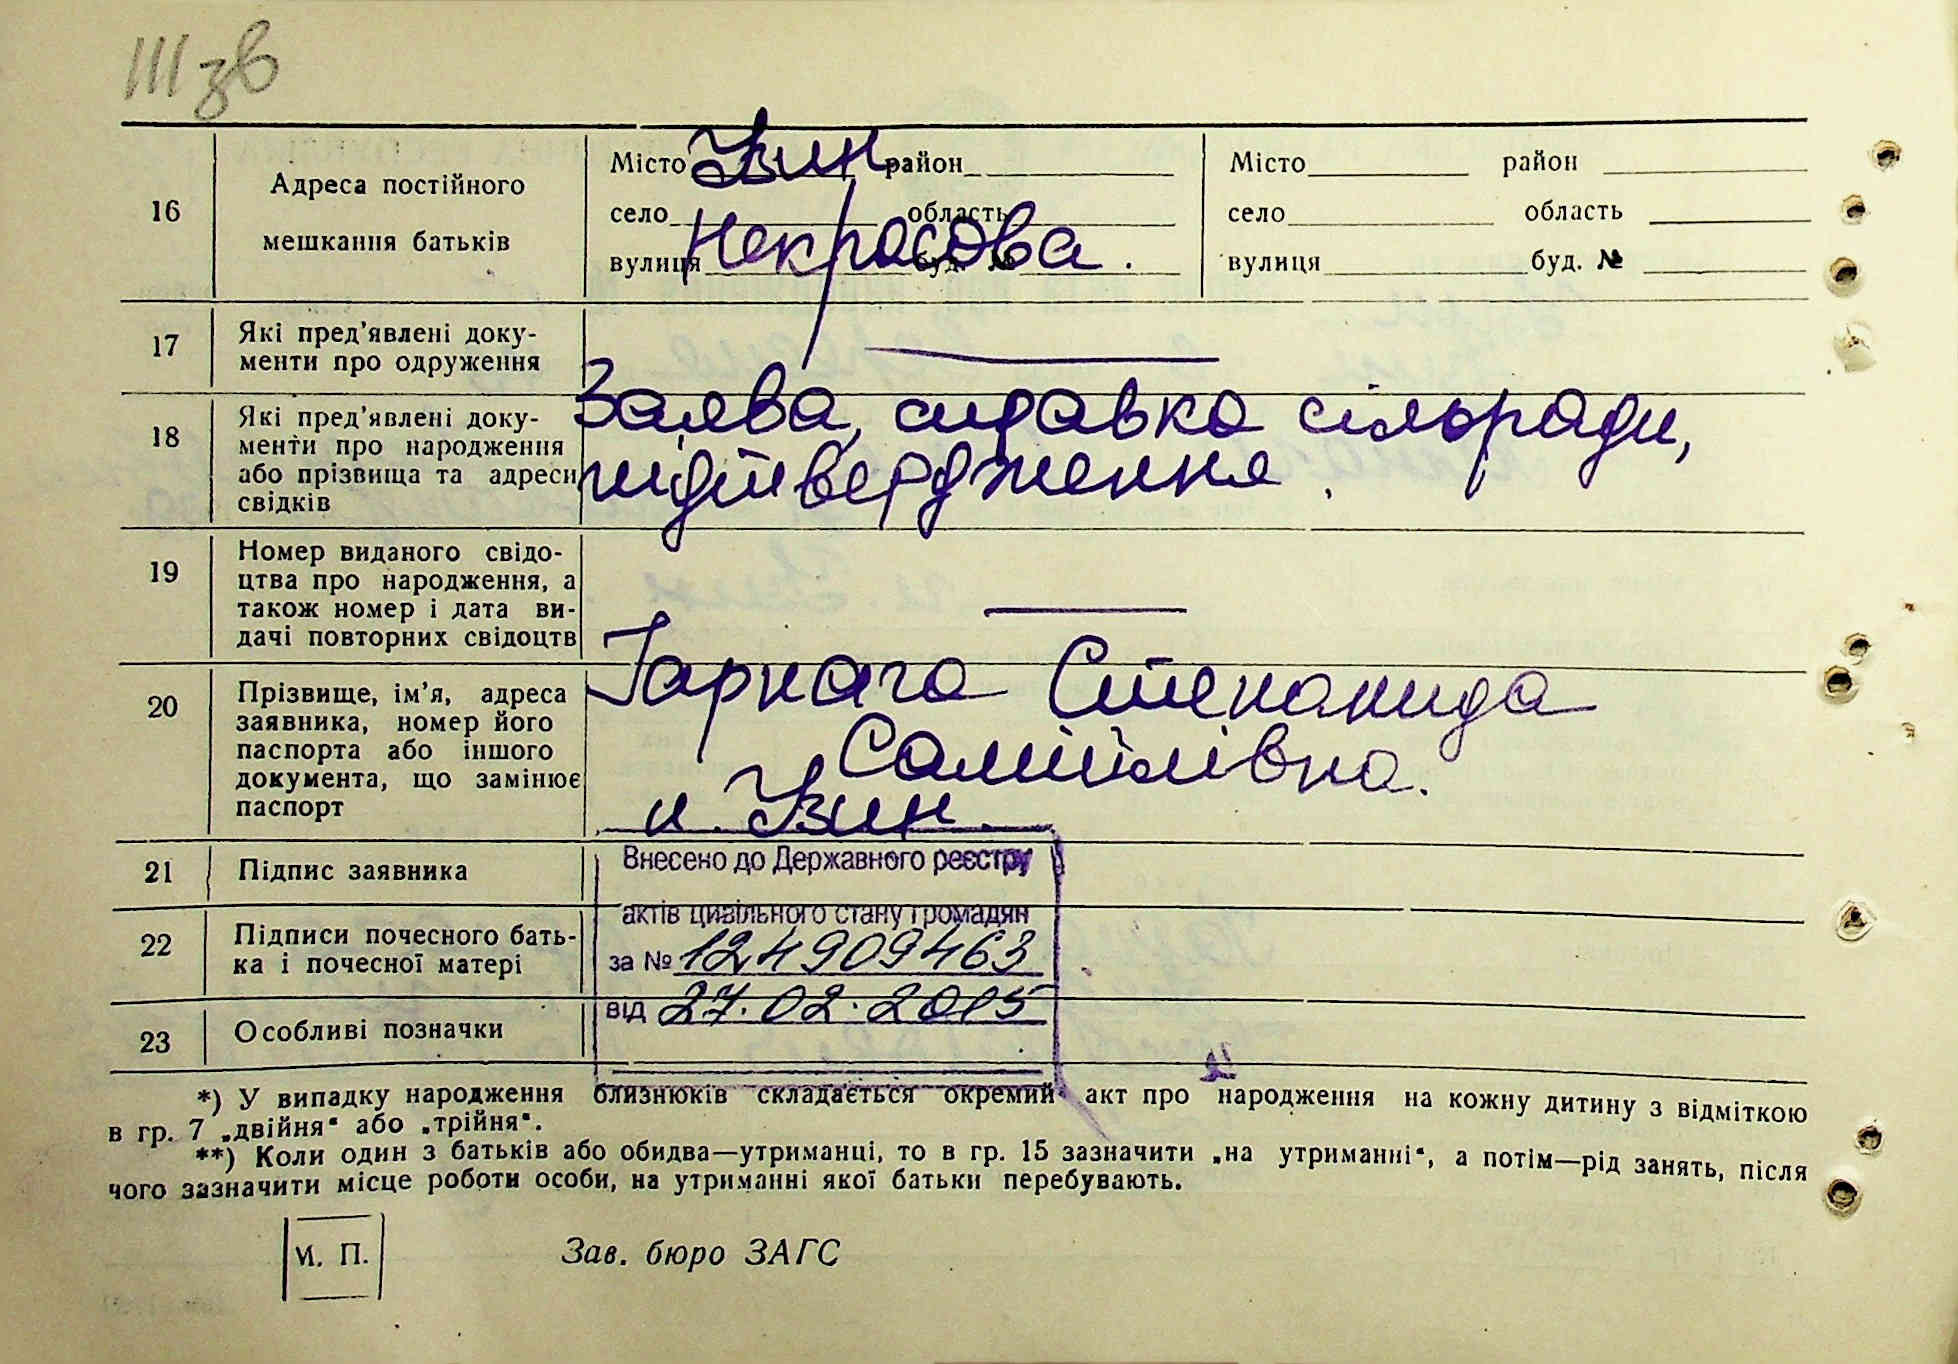 III зв
16 Адреса постійного мешкання батьків
Місто Узин район
село область
вулиця Некрасова. буд. №
Місто район
село область
вулиця буд. №
17 Які пред’явлені доку-
менти про одруження —
18 Які пред’явлені доку-
менти про народження
або прізвища та адреси
свідків
Заява, справка сільради,
підтвердження.
19 Номер виданого свідо-
цтва про народження, а
також номер і дата ви-
дачі повторних свідоцтв —
20 Прізвище, ім’я, адреса
заявника, номер його
паспорта або іншого
документа, що замінює
паспорт
Гарнага Степанида
Самійлівна.
м. Узин.
21 Підпис заявника
22 Підписи почесного бать-
ка і почесної матері
23 Особливі позначки
Внесено до Державного реєстру
актів цивільного стану громадян
за № 124909463
від 27.02.2015
*) У випадку народження близнюків складається окремий акт про народження на кожну дитину з відміткою
в гр. 7 „двійня“ або „трійня“.
**) Коли один з батьків або обидва—утриманці, то в гр. 15 зазначити „на утриманні“, а потім—рід занять, після
чого зазначити місце роботи особи, на утриманні якої батьки перебувають.
М. П.
Зав. бюро ЗАГС